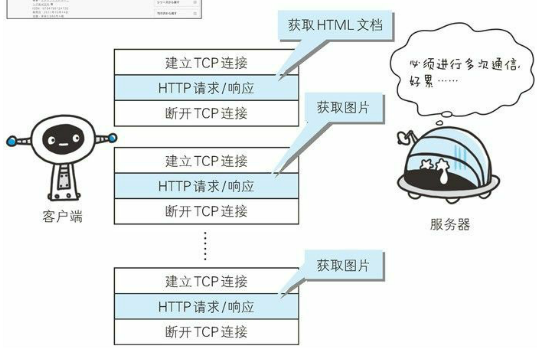 获取HTML文档
建立TCP连接
HTTP请求/响应
断开TCP连接
必须进行多次通信,
好累……
获取图片
建立TCP连接
HTTP请求/响应
断开TCP连接
客户端
服务器
……
获取图片
建立TCP连接
HTTP请求/响应
断开TCP连接